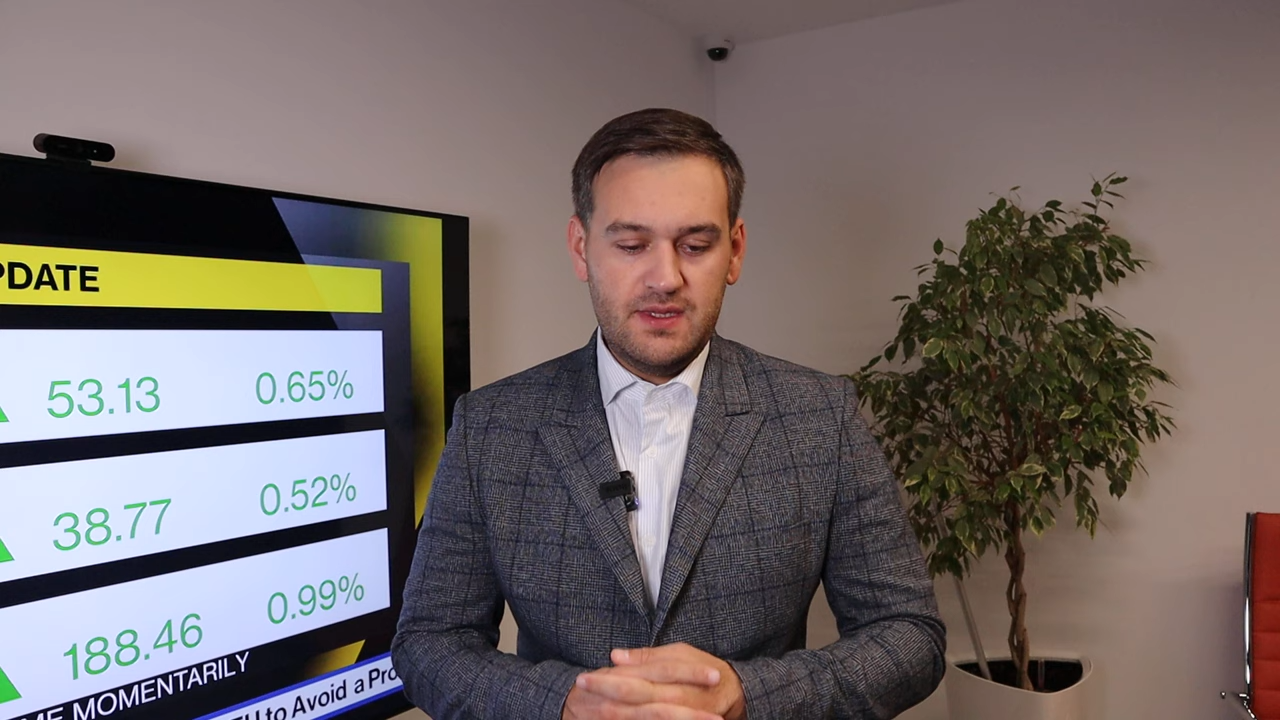 PDATE
53.13 0.65%
38.77 0.52%
188.46 0.99%
ME MOMENTARILY
to Avoid a Pro